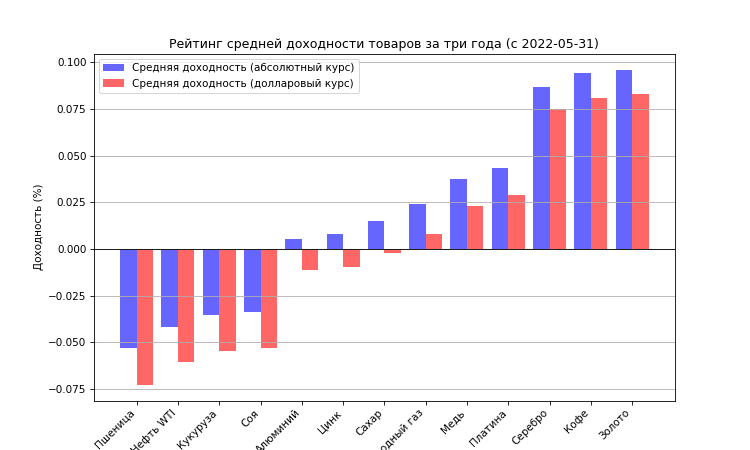 Рейтинг средней доходности товаров за три года (с 2022-05-31)
Средняя доходность (абсолютный курс)
Средняя доходность (долларовый курс)
Доходность (%)
0.100
0.075
0.050
0.025
0.000
−0.025
−0.050
−0.075
Пшеница
Нефть WTI
Кукуруза
Соя
Алюминий
Цинк
Сахар
одный газ
Медь
Платина
Серебро
Кофе
Золото